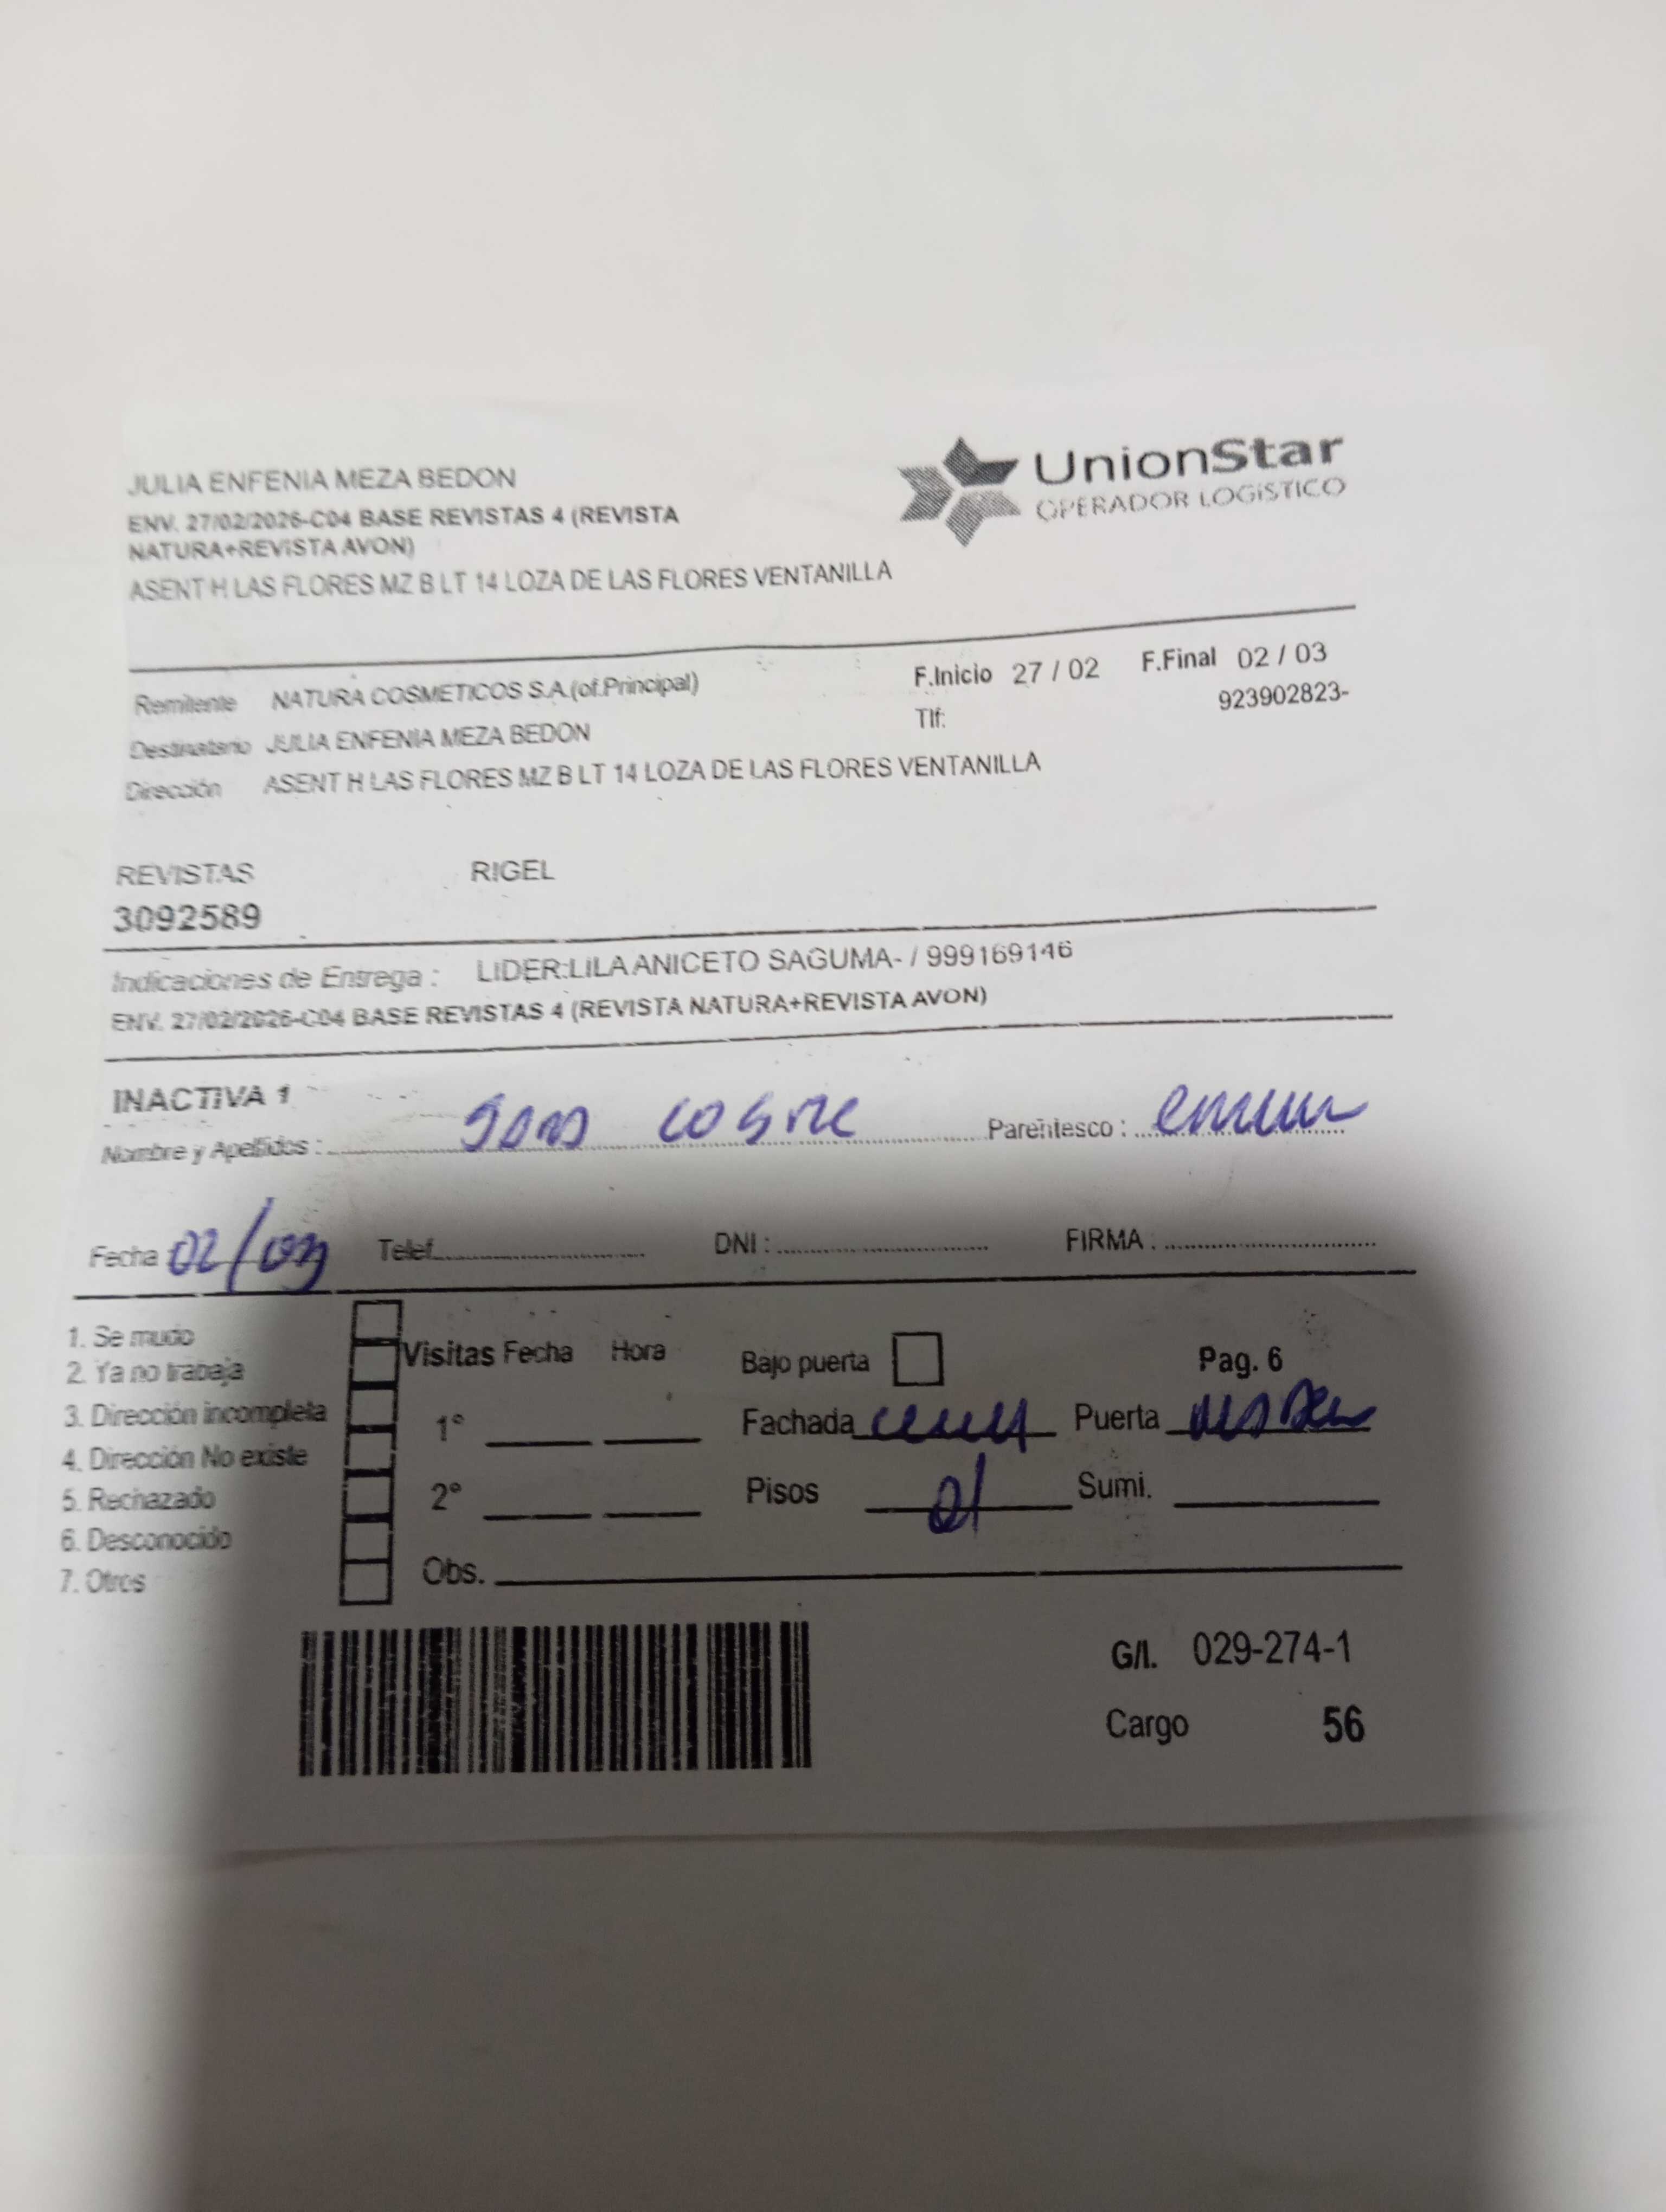 JULIA ENFENIA MEZA BEDON
UnionStar
OPERADOR LOGíSTICO
ENV. 27/02/2026-C04 BASE REVISTAS 4 (REVISTA
NATURA+REVISTA AVON)
ASENT H LAS FLORES MZ B LT 14 LOZA DE LAS FLORES VENTANILLA
Remitente NATURA COSMETICOS S.A.(of.Principal) F.Inicio 27 / 02 F.Final 02 / 03
Tlf: 923902823-
Destinatario JULIA ENFENIA MEZA BEDON
Dirección ASENT H LAS FLORES MZ B LT 14 LOZA DE LAS FLORES VENTANILLA
REVISTAS RIGEL
3092589
Indicaciones de Entrega : LIDER:LILA ANICETO SAGUMA- / 999169146
ENV. 27/02/2026-C04 BASE REVISTAS 4 (REVISTA NATURA+REVISTA AVON)
INACTIVA 1
Nombre y Apellidos : Parentesco :
Fecha 02/03 Telef. DNI : FIRMA :
1. Se mudo
2. Ya no trabaja
3. Dirección incompleta
4. Dirección No existe
5. Rechazado
6. Desconocido
7. Otros
Visitas Fecha Hora
1°
2°
Obs.
Bajo puerta Pag. 6
Fachada Puerta
Pisos 01 Sumi.
G/I. 029-274-1
Cargo 56